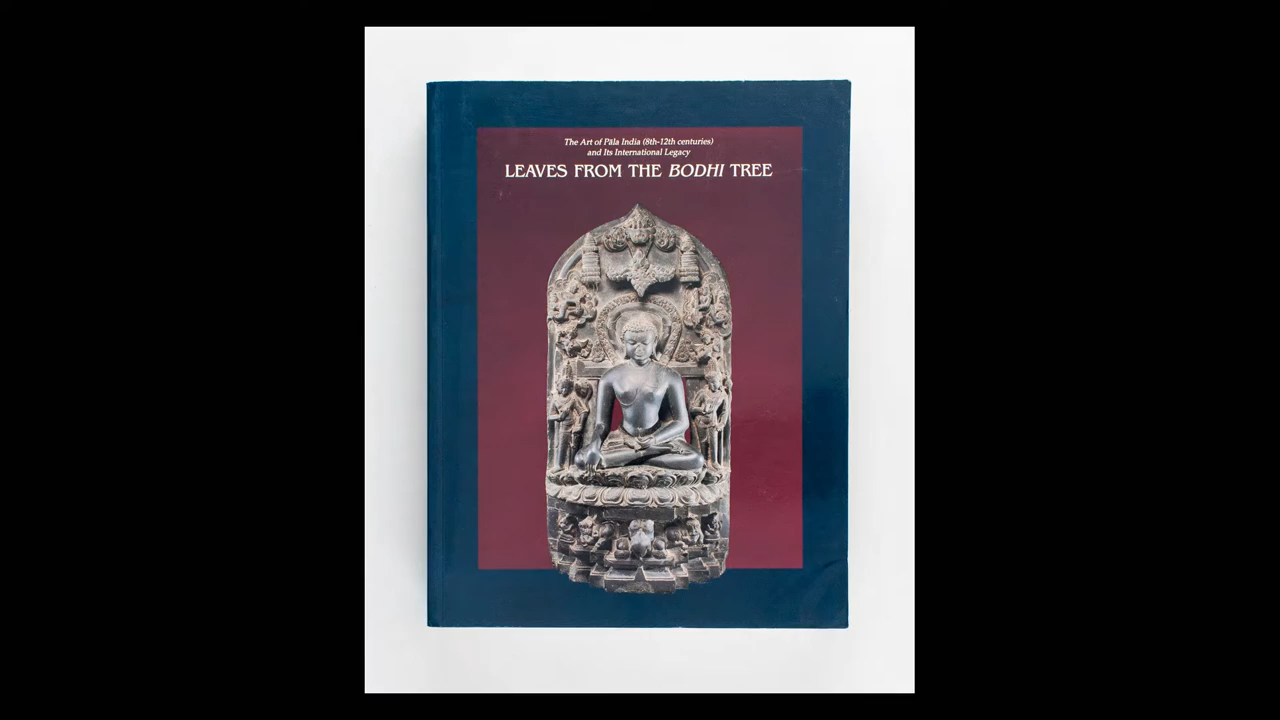 The Art of Pāla India (8th-12th centuries)
and Its International Legacy
LEAVES FROM THE BODHI TREE